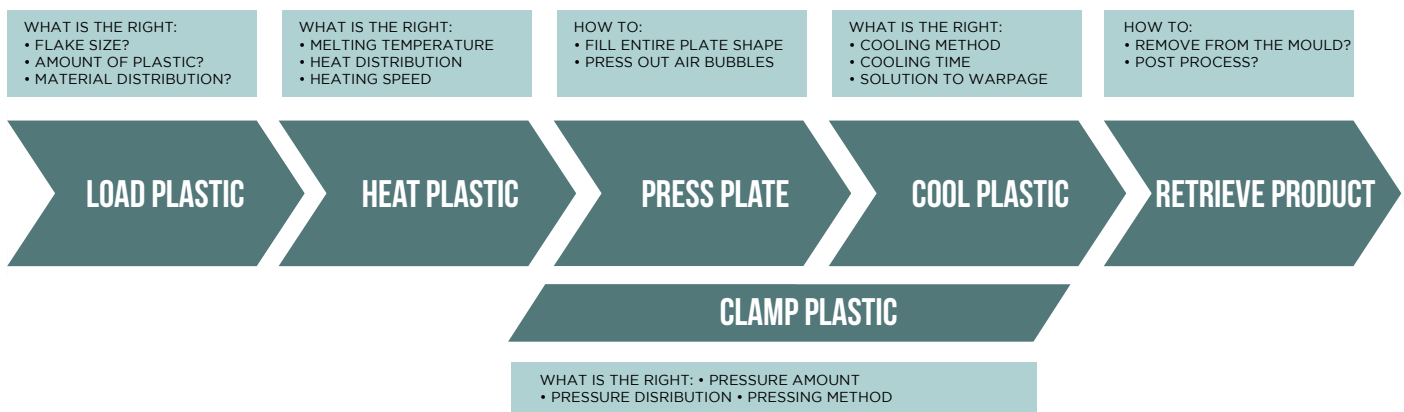 WHAT IS THE RIGHT:
• FLAKE SIZE?
• AMOUNT OF PLASTIC?
• MATERIAL DISTRIBUTION?
WHAT IS THE RIGHT:
• MELTING TEMPERATURE
• HEAT DISTRIBUTION
• HEATING SPEED
HOW TO:
• FILL ENTIRE PLATE SHAPE
• PRESS OUT AIR BUBBLES
WHAT IS THE RIGHT:
• COOLING METHOD
• COOLING TIME
• SOLUTION TO WARPAGE
HOW TO:
• REMOVE FROM THE MOULD?
• POST PROCESS?
LOAD PLASTIC
HEAT PLASTIC
PRESS PLATE
COOL PLASTIC
RETRIEVE PRODUCT
CLAMP PLASTIC
WHAT IS THE RIGHT: • PRESSURE AMOUNT
• PRESSURE DISRIBUTION • PRESSING METHOD